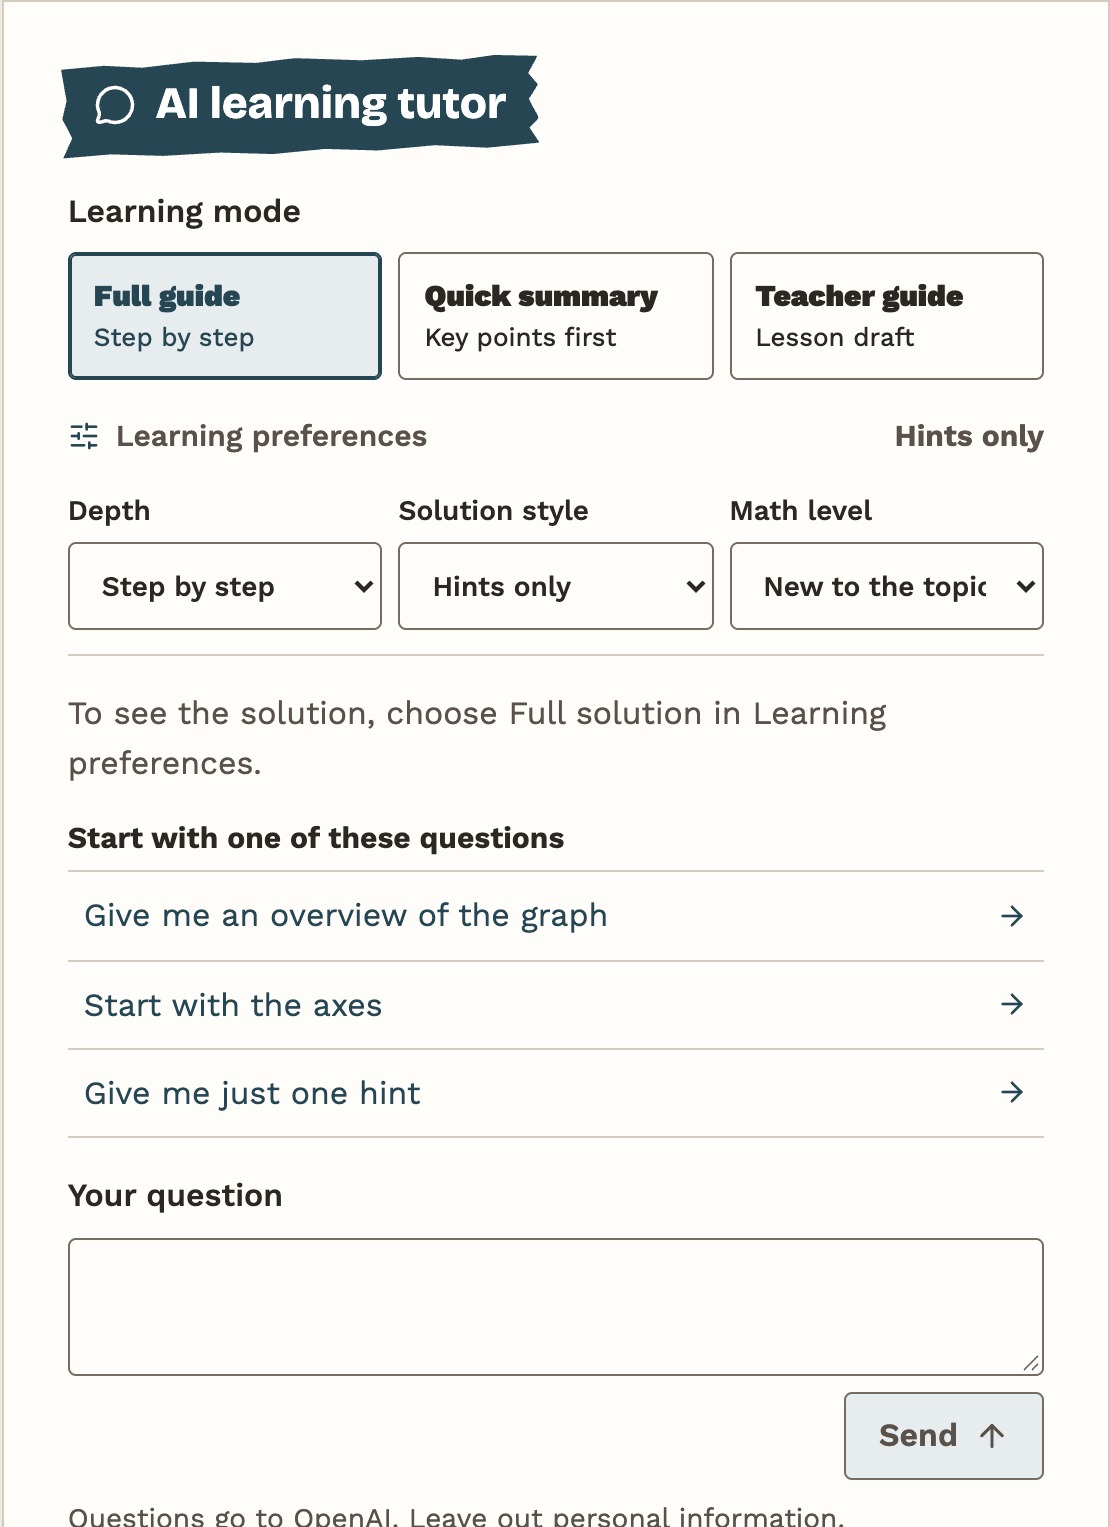 AI learning tutor
Learning mode
Full guide
Step by step
Quick summary
Key points first
Teacher guide
Lesson draft
Learning preferences
Hints only
Depth
Solution style
Math level
Step by step
Hints only
New to the topic
To see the solution, choose Full solution in Learning
preferences.
Start with one of these questions
Give me an overview of the graph
Start with the axes
Give me just one hint
Your question
Send
Questions go to OpenAI. Leave out personal information.